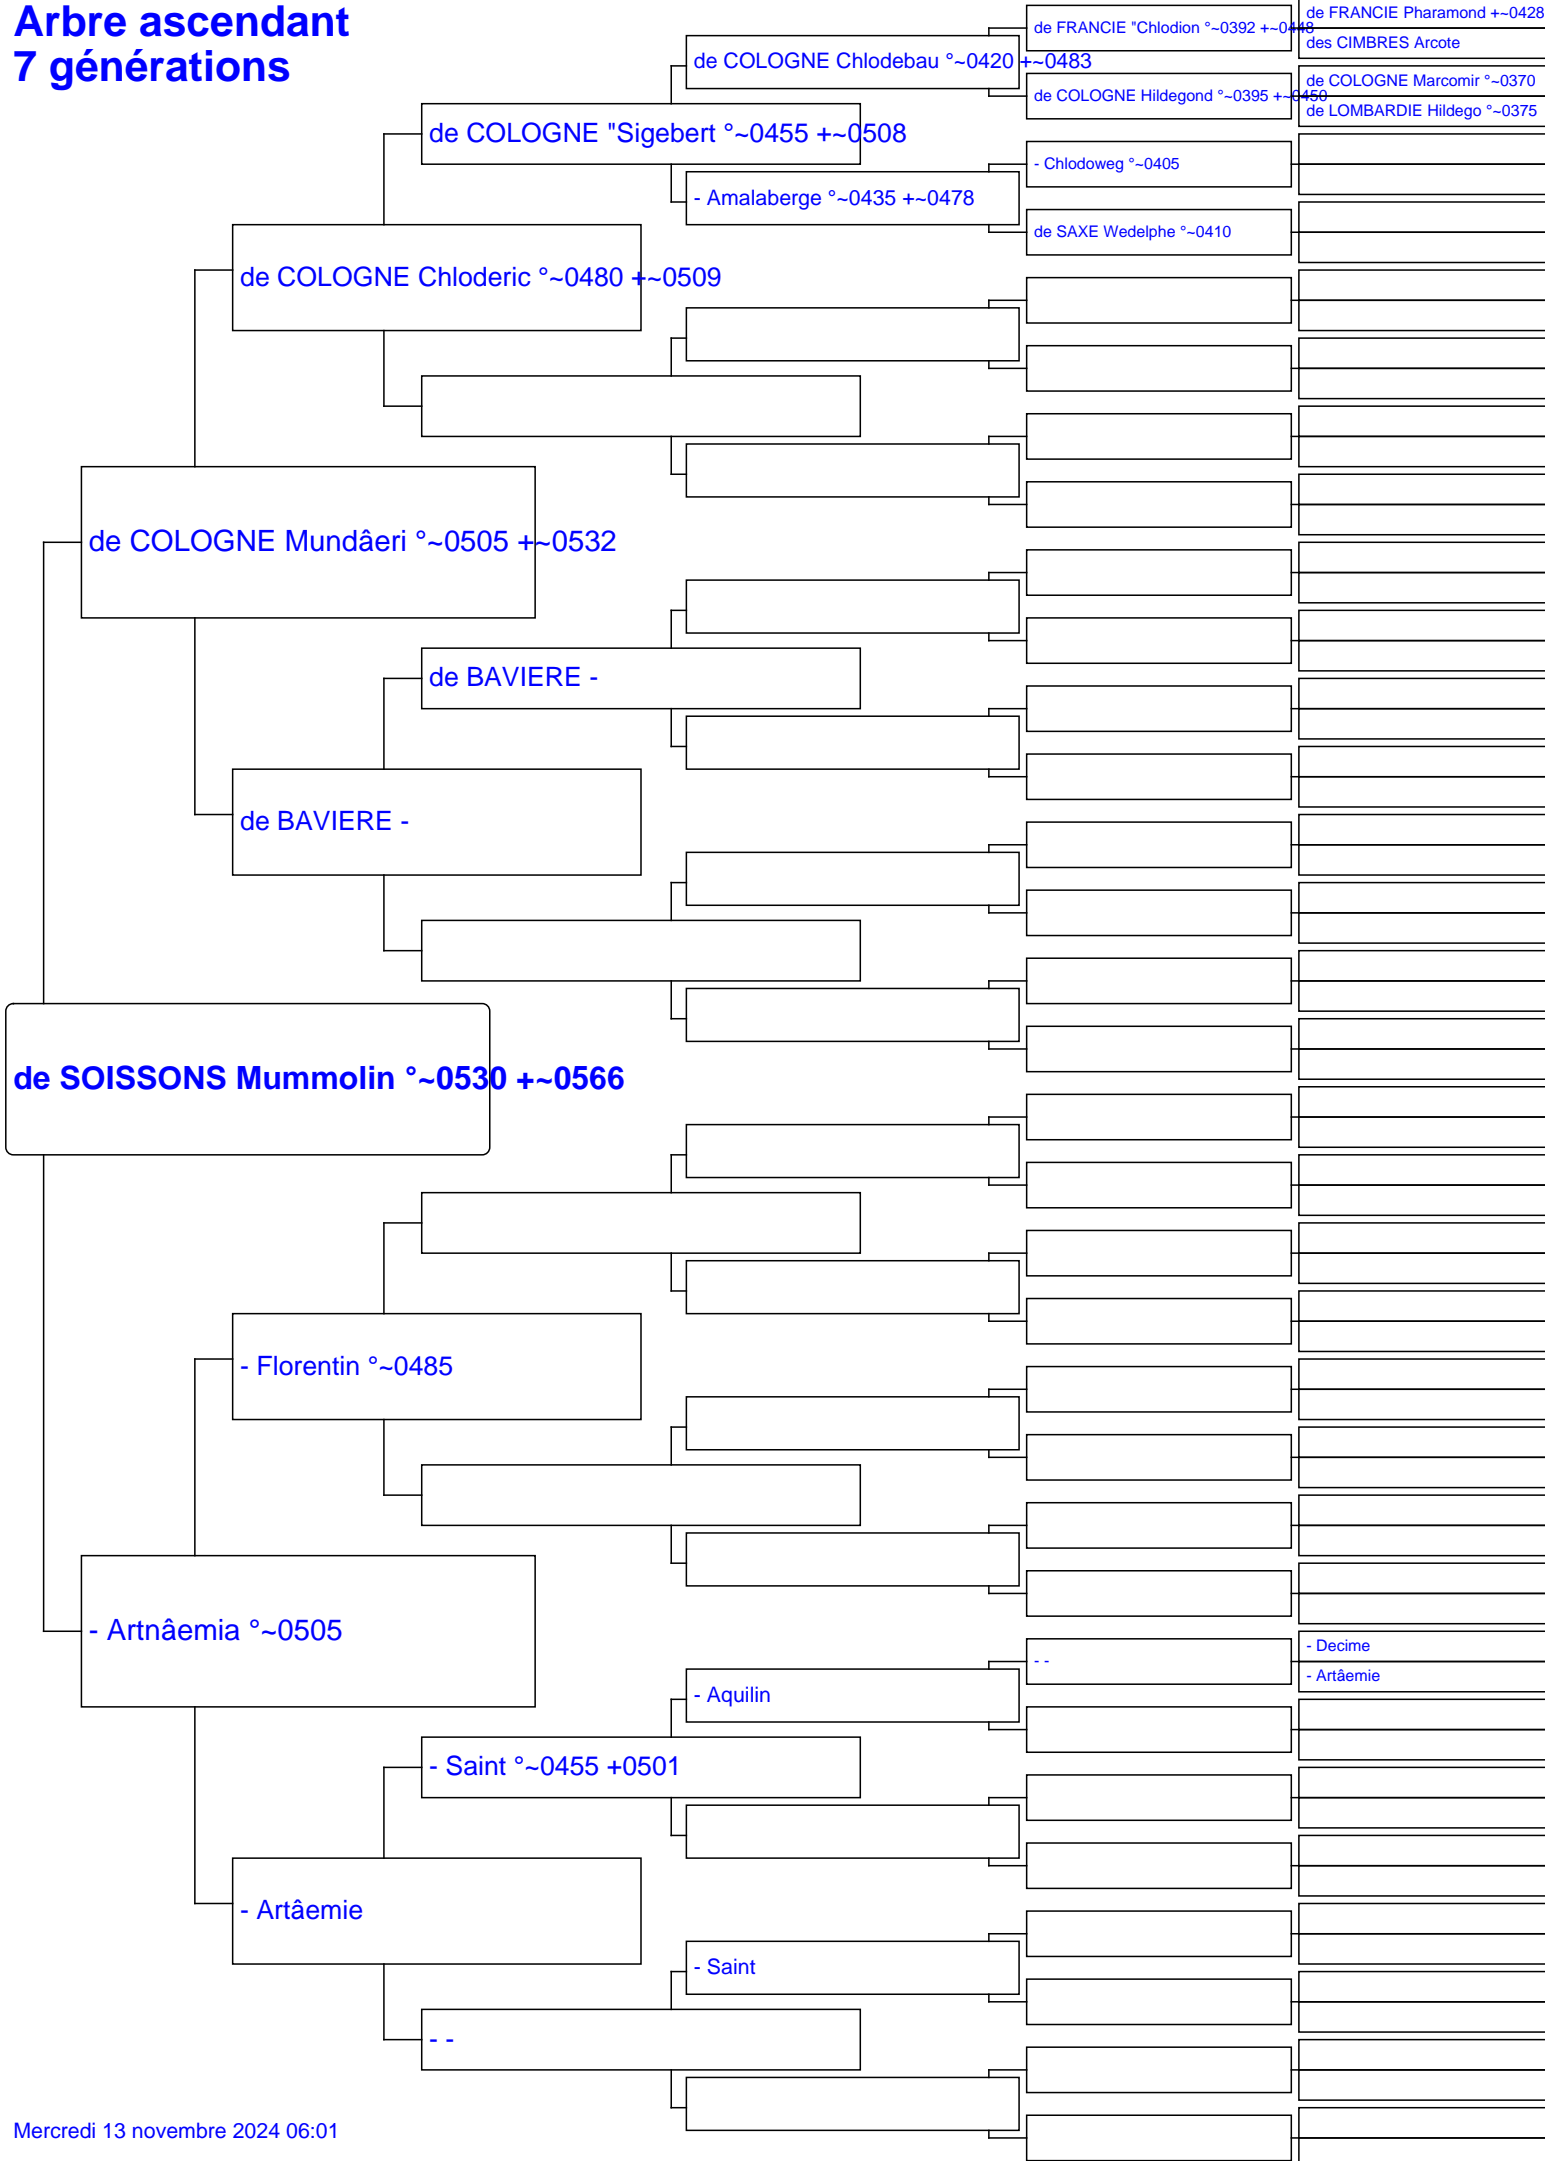 Arbre ascendant
7 générations
de FRANCIE Pharamond +~0428
de FRANCIE "Chlodion °~0392 +~0448
des CIMBRES Arcote
de COLOGNE Chlodebau °~0420 +~0483
de COLOGNE Marcomir °~0370
de COLOGNE Hildegond °~0395 +~0450
de LOMBARDIE Hildego °~0375
de COLOGNE "Sigebert °~0455 +~0508
- Chlodoweg °~0405
- Amalaberge °~0435 +~0478
de SAXE Wedelphe °~0410
de COLOGNE Chloderic °~0480 +~0509
de COLOGNE Mundâeri °~0505 +~0532
de BAVIERE -
de BAVIERE -
de SOISSONS Mummolin °~0530 +~0566
- Florentin °~0485
- Artnâemia °~0505
- Decime
- -
- Artâemie
- Aquilin
- Saint °~0455 +0501
- Artâemie
- Saint
- -
Mercredi 13 novembre 2024 06:01